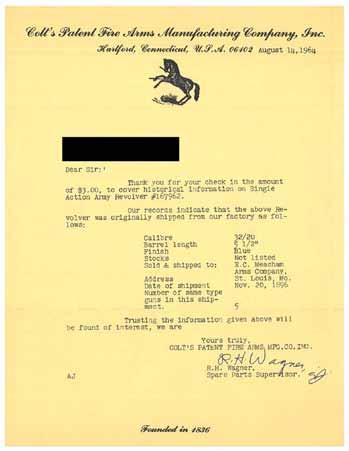 Colt's Patent Fire Arms Manufacturing Company, Inc.
Hartford, Connecticut, U.S.A. 06102 August 14, 1964
Dear Sir:
Thank you for your check in the amount
of $3.00, to cover historical information on Single
Action Army Revolver #167962.
Our records indicate that the above Re-
volver was originally shipped from our factory as fol-
lows:
Calibre 32/20
Barrel length 5 1/2"
Finish Blue
Stocks Not listed
Sold & shipped to: E.C. Meacham
Arms Company,
Address St. Louis, Mo.
Date of shipment Nov. 20, 1896
Number of same type
guns in this ship-
ment. 5
Trusting the information given above will
be found of interest, we are
Yours truly,
COLT'S PATENT FIRE ARMS MFG.CO.INC.
R.H. Wagner
R.H. Wagner,
AJ Spare Parts Supervisor.
Founded in 1836